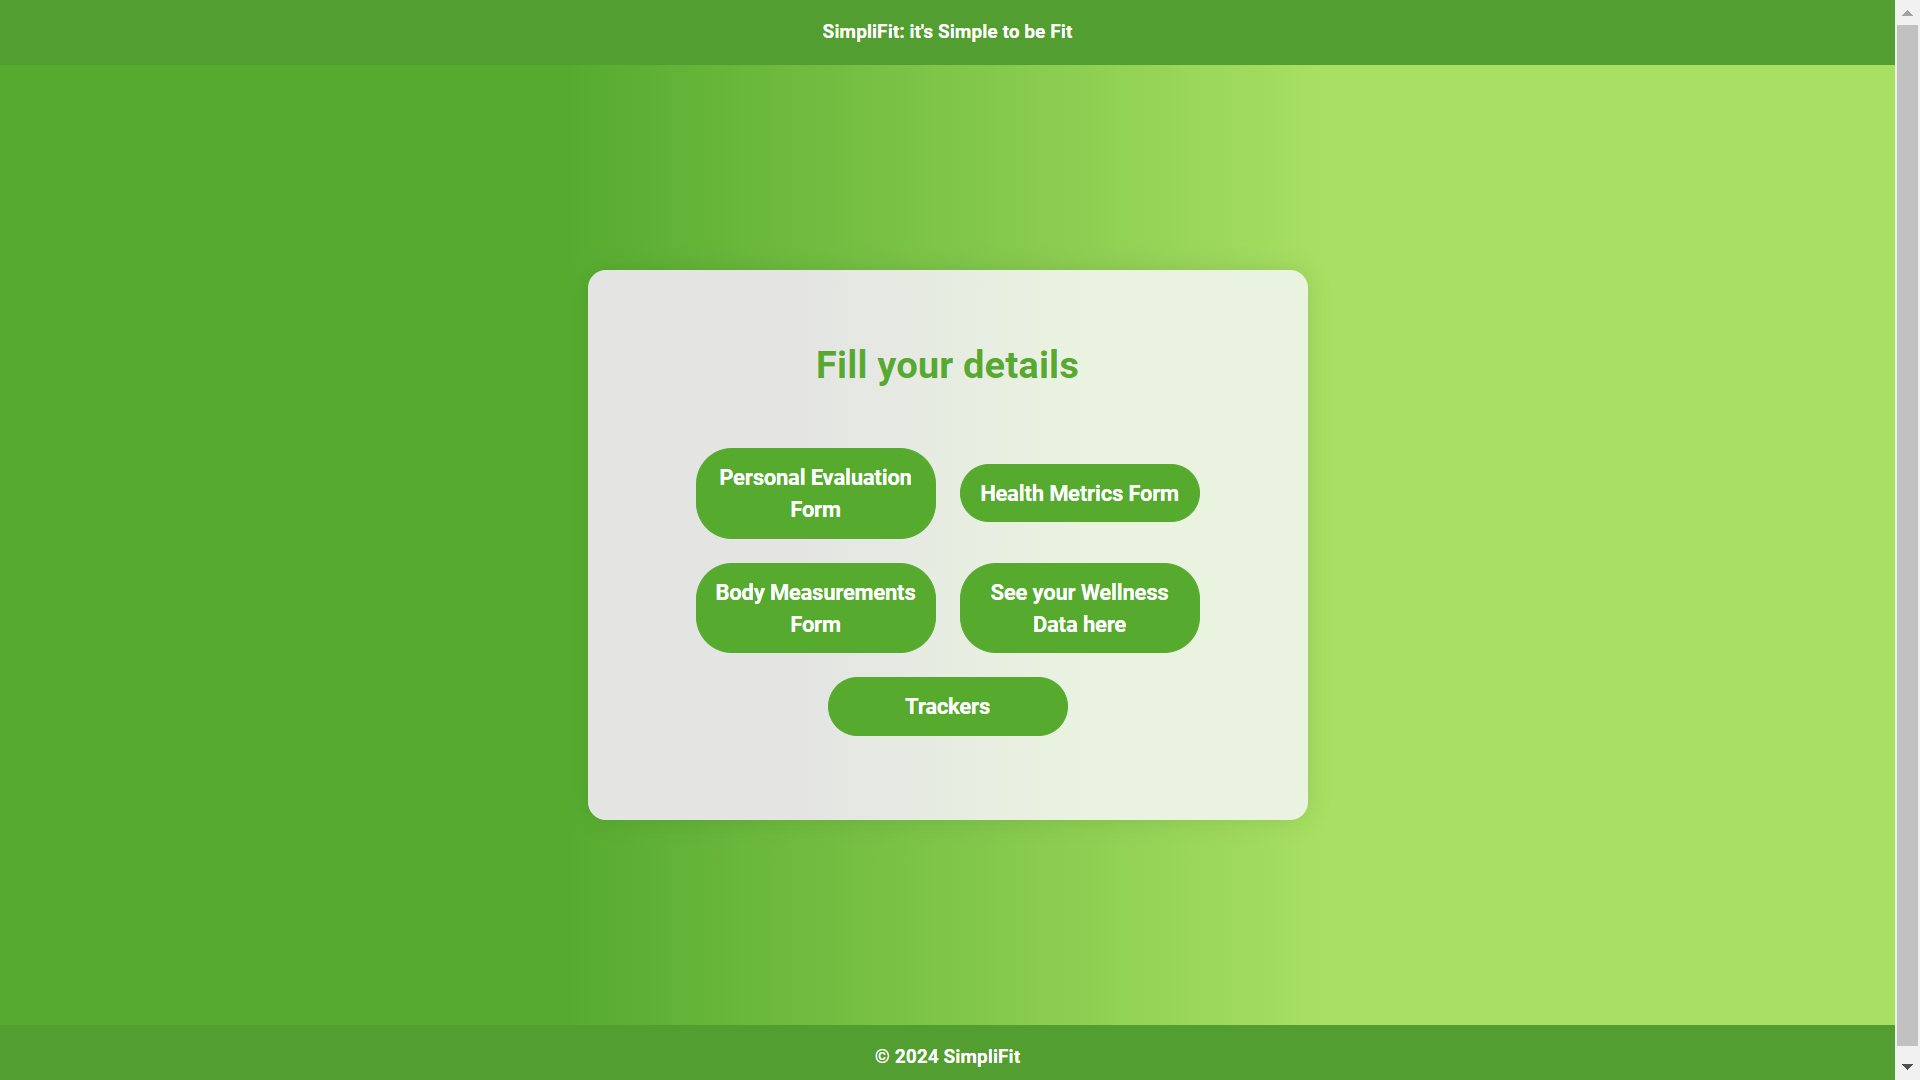 SimpliFit: it's Simple to be Fit
Fill your details
Personal Evaluation
Form
Health Metrics Form
Body Measurements
Form
See your Wellness
Data here
Trackers
© 2024 SimpliFit